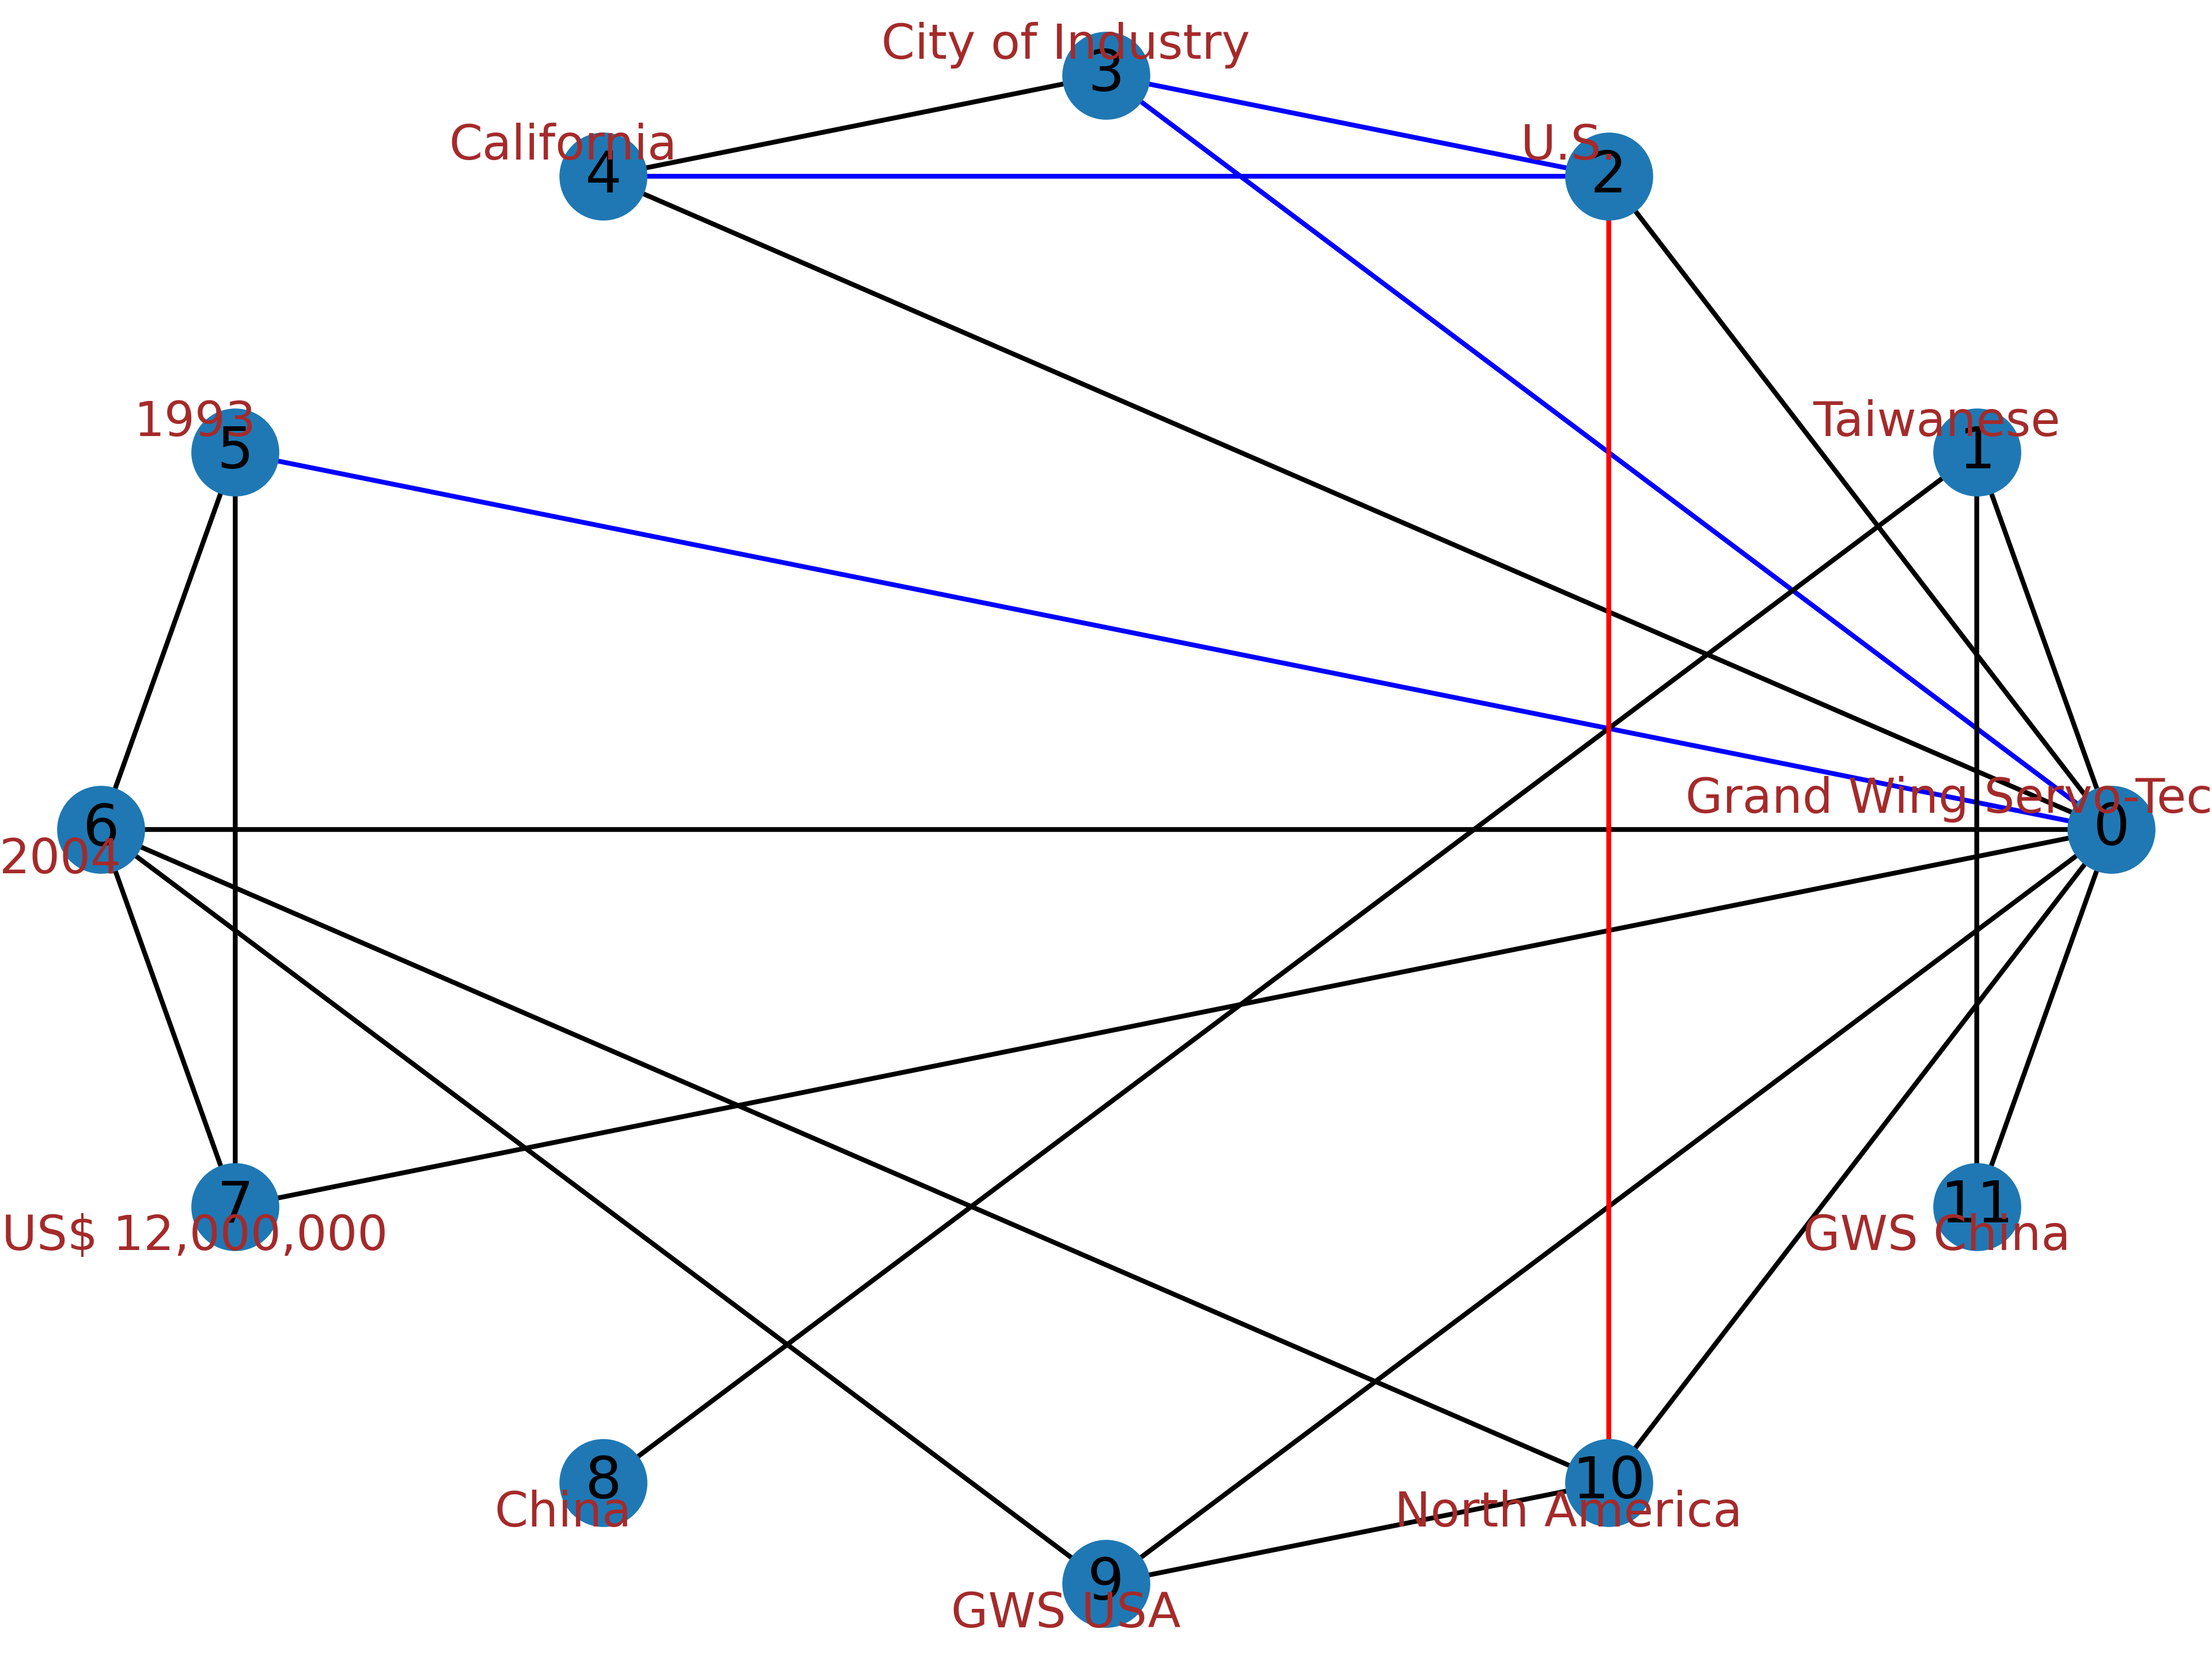 City of Industry
3
California
4
U.S.
2
1993
5
Taiwanese
1
Grand Wing Servo-Tec
0
6
2004
7
US$ 12,000,000
11
GWS China
8
China
10
North America
9
GWS USA